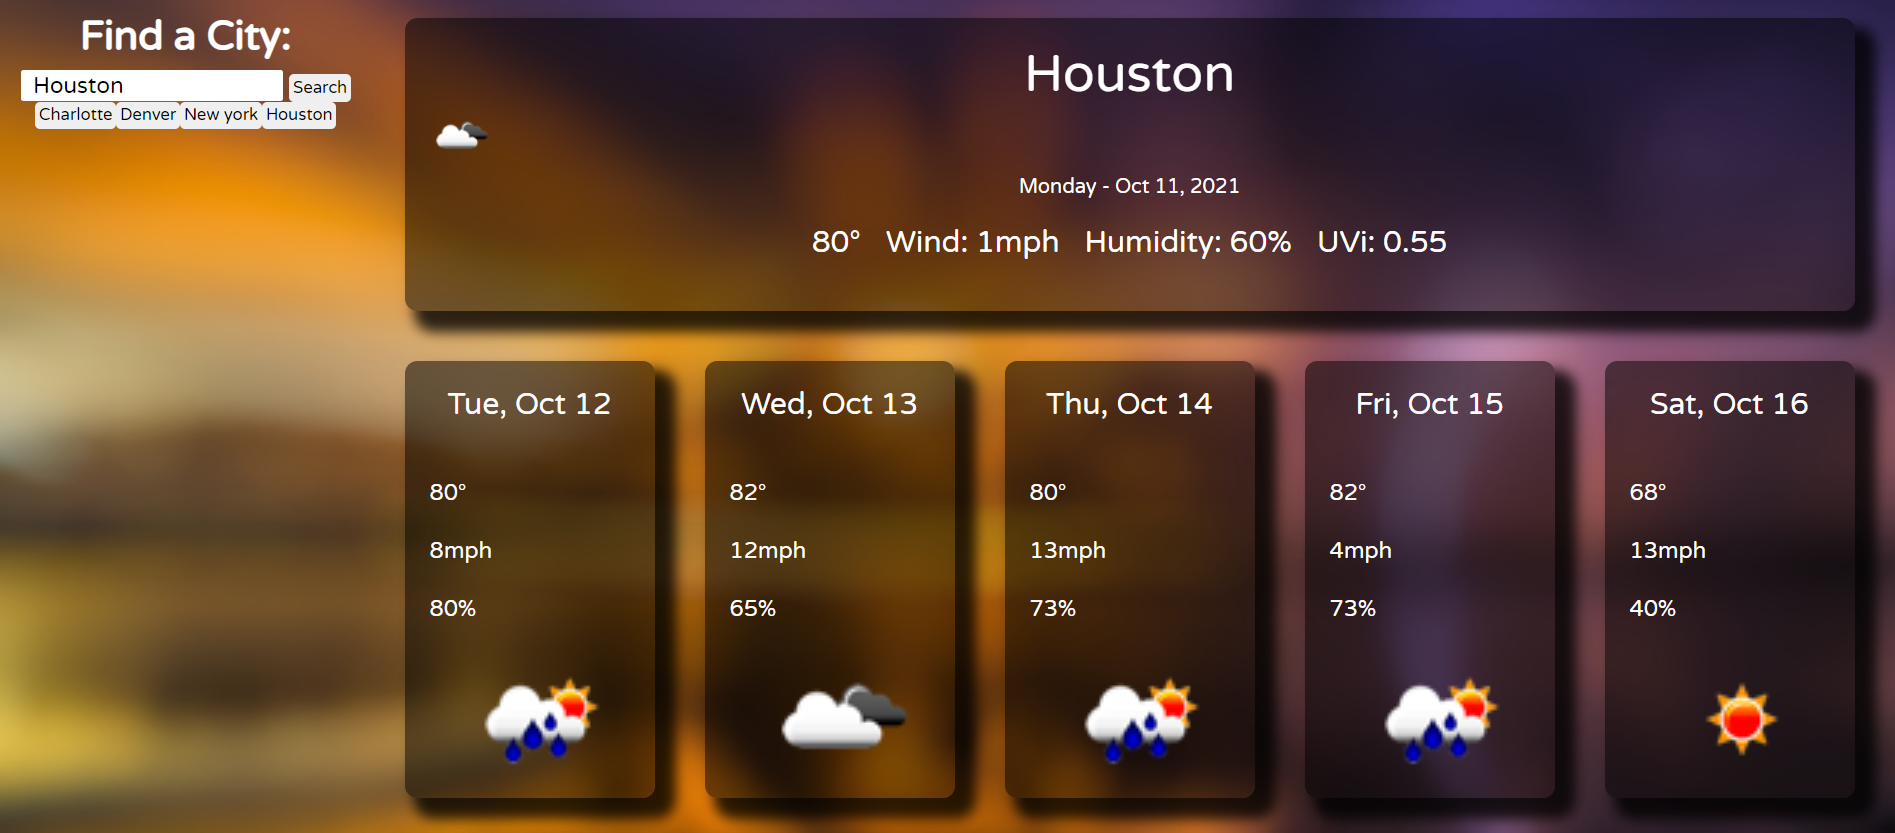 Find a City:
Houston
Search
Charlotte Denver New york Houston
Houston
Monday - Oct 11, 2021
80° Wind: 1mph Humidity: 60% UVi: 0.55
Tue, Oct 12
80°
8mph
80%
Wed, Oct 13
82°
12mph
65%
Thu, Oct 14
80°
13mph
73%
Fri, Oct 15
82°
4mph
73%
Sat, Oct 16
68°
13mph
40%